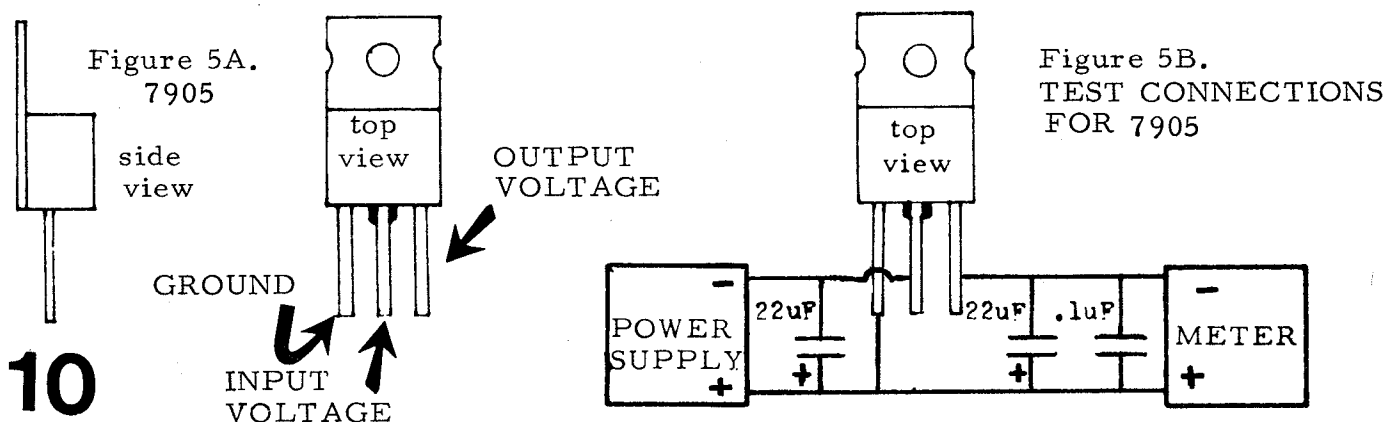 Figure 5A.
7905
side
view
top
view
OUTPUT
VOLTAGE
GROUND
INPUT
VOLTAGE
10
Figure 5B.
TEST CONNECTIONS
FOR 7905
top
view
POWER
SUPPLY
-
+
22uF
+
22uF
+
.1uF
-
METER
+